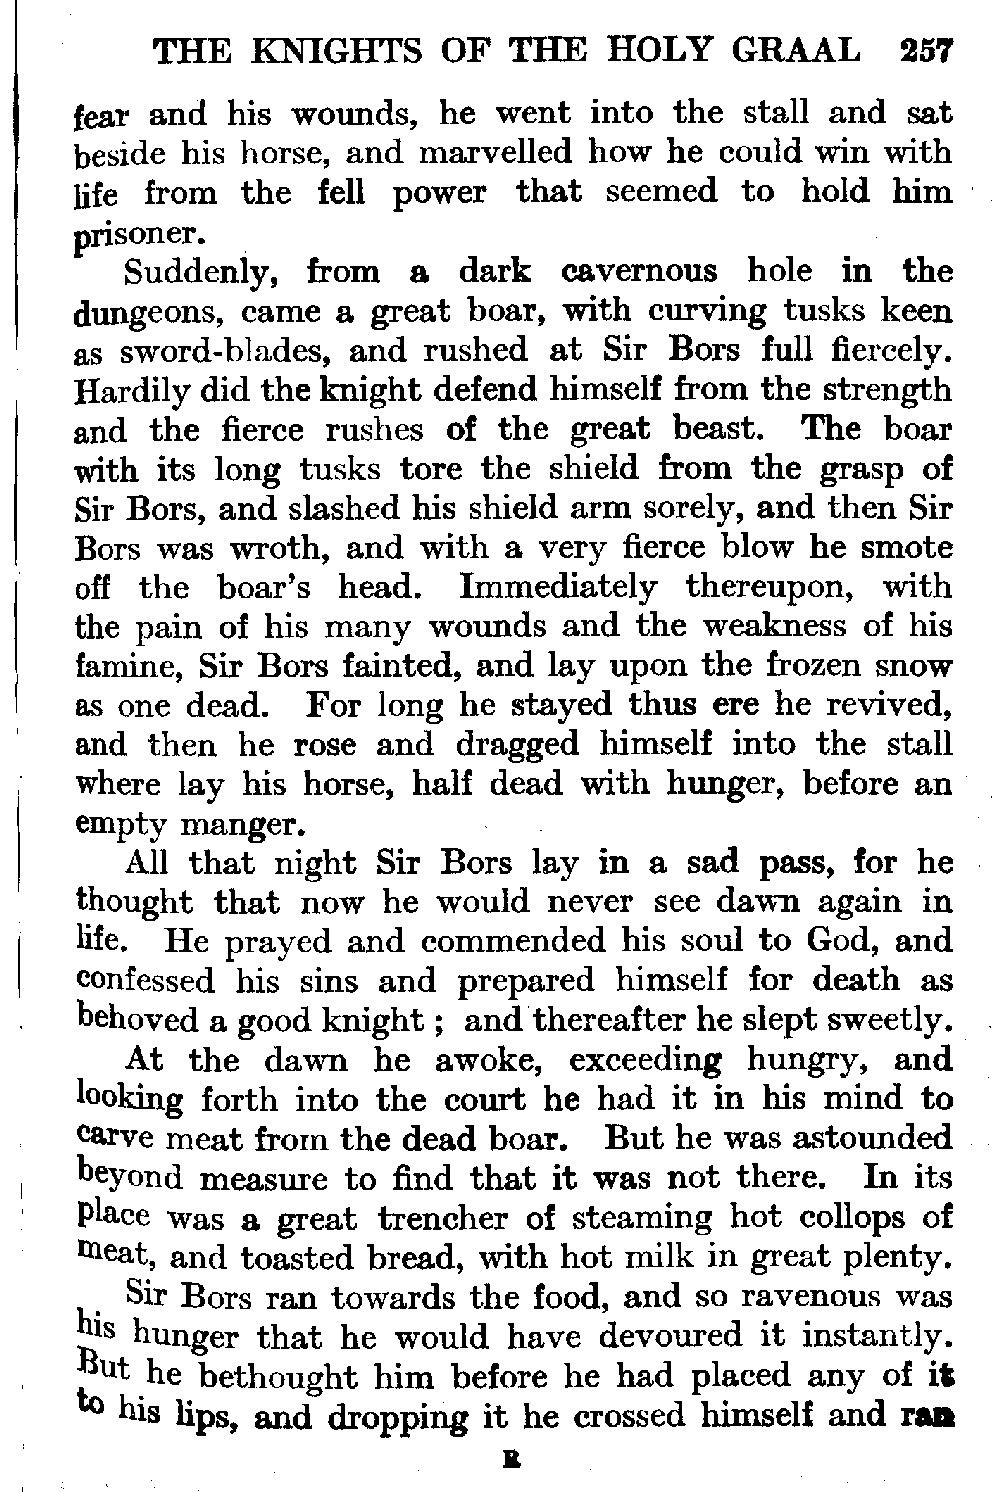 THE KNIGHTS OF THE HOLY GRAAL 257
fear and his wounds, he went into the stall and sat
beside his horse, and marvelled how he could win with
life from the fell power that seemed to hold him
prisoner.
Suddenly, from a dark cavernous hole in the
dungeons, came a great boar, with curving tusks keen
as sword-blades, and rushed at Sir Bors full fiercely.
Hardily did the knight defend himself from the strength
and the fierce rushes of the great beast. The boar
with its long tusks tore the shield from the grasp of
Sir Bors, and slashed his shield arm sorely, and then Sir
Bors was wroth, and with a very fierce blow he smote
off the boar's head. Immediately thereupon, with
the pain of his many wounds and the weakness of his
famine, Sir Bors fainted, and lay upon the frozen snow
as one dead. For long he stayed thus ere he revived,
and then he rose and dragged himself into the stall
where lay his horse, half dead with hunger, before an
empty manger.
All that night Sir Bors lay in a sad pass, for he
thought that now he would never see dawn again in
life. He prayed and commended his soul to God, and
confessed his sins and prepared himself for death as
behoved a good knight ; and thereafter he slept sweetly.
At the dawn he awoke, exceeding hungry, and
looking forth into the court he had it in his mind to
carve meat from the dead boar. But he was astounded
beyond measure to find that it was not there. In its
place was a great trencher of steaming hot collops of
meat, and toasted bread, with hot milk in great plenty.
Sir Bors ran towards the food, and so ravenous was
his hunger that he would have devoured it instantly.
But he bethought him before he had placed any of it
to his lips, and dropping it he crossed himself and ran
R